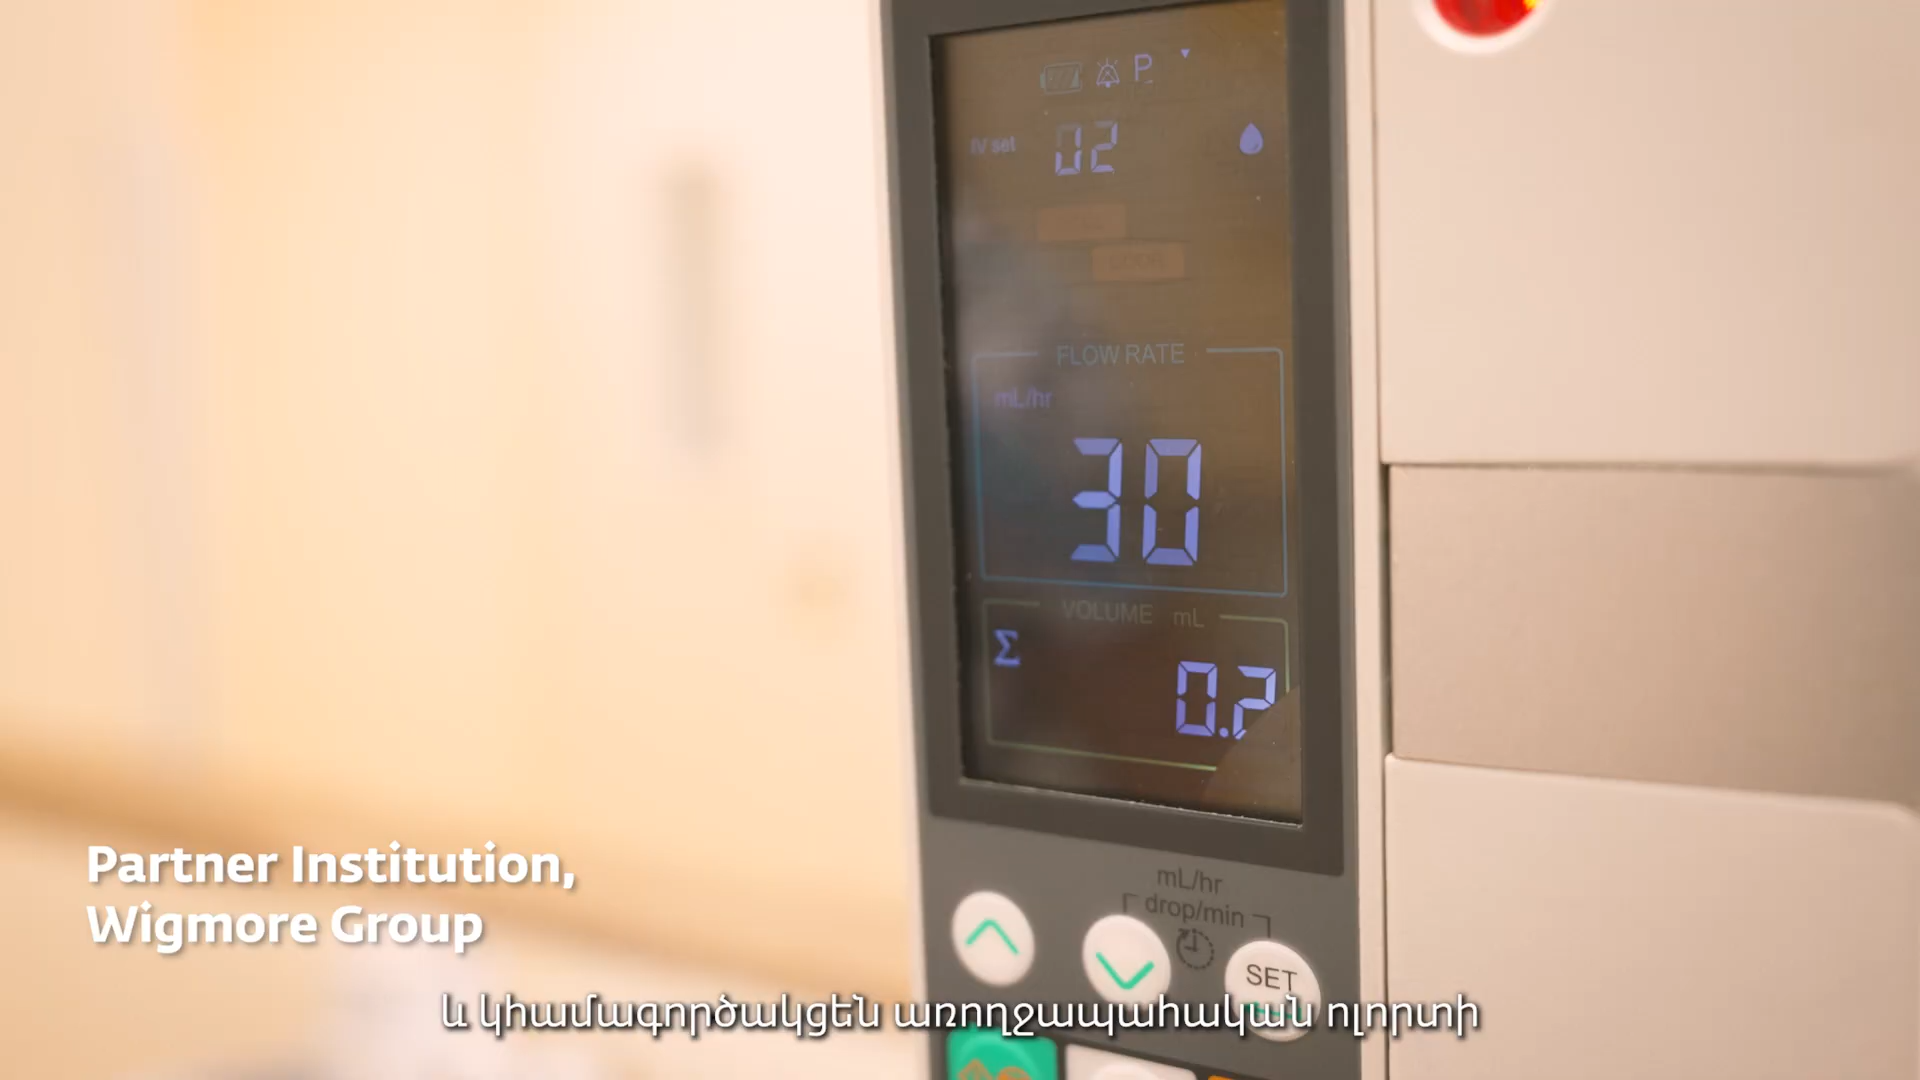 P
IV set 02
FLOW RATE
mL/hr
30
VOLUME mL
Σ
0.2
mL/hr
drop/min
SET
Partner Institution,
Wigmore Group
և կհամագործակցեն առողջապահական ոլորտի